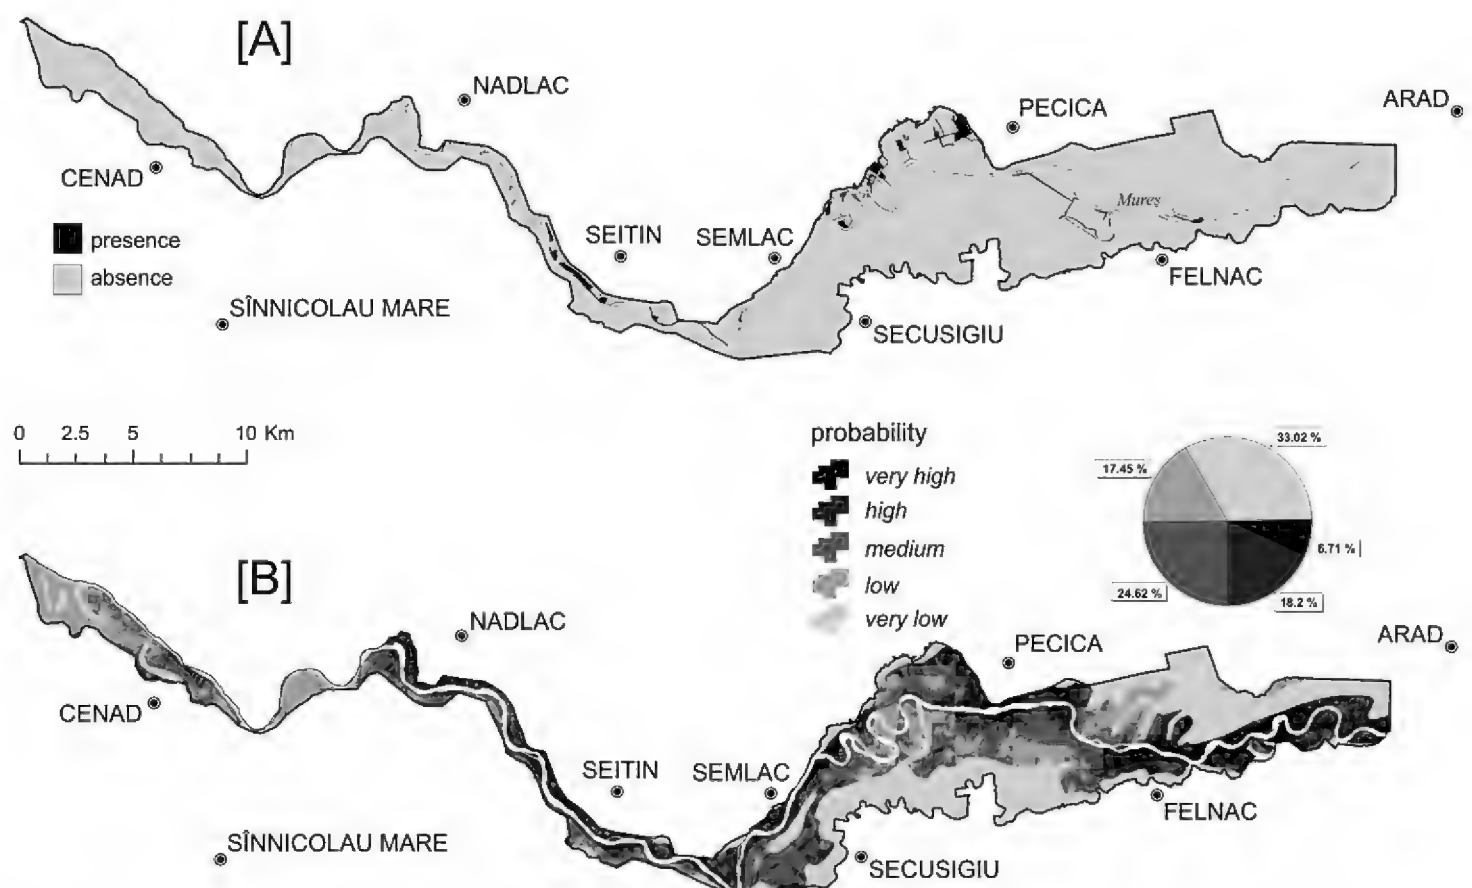 [A]
NADLAC
PECICA
ARAD
CENAD
Mureș
presence
SEITIN
SEMLAC
absence
FELNAC
SÎNNICOLAU MARE
SECUSIGIU
0 2.5 5 10 Km
probability
very high
high
medium
low
very low
33.02 %
17.45 %
6.71 %
24.62 %
18.2 %
[B]
NADLAC
PECICA
ARAD
CENAD
SEITIN
SEMLAC
FELNAC
SÎNNICOLAU MARE
SECUSIGIU